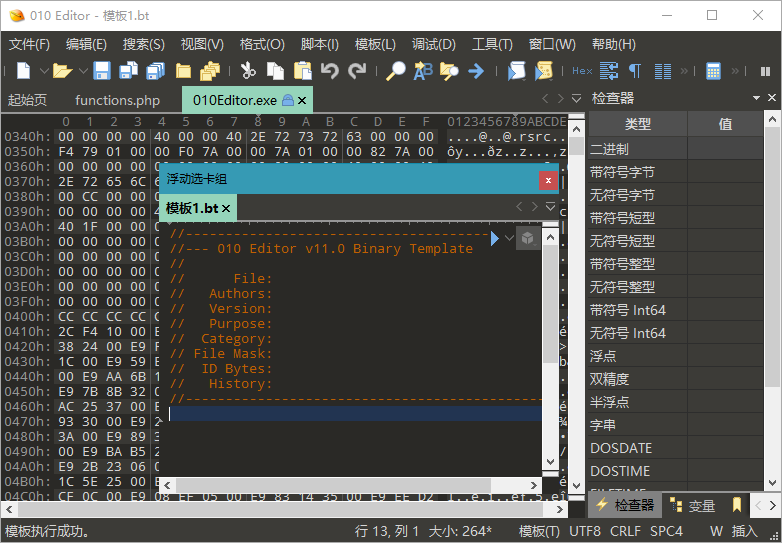 010 Editor - 模板1.bt
文件(F) 编辑(E) 搜索(S) 视图(V) 格式(O) 脚本(I) 模板(L) 调试(D) 工具(T) 窗口(W) 帮助(H)
Hex
起始页 functions.php 010Editor.exe
检查器
0 1 2 3 4 5 6 7 8 9 A B C D E F 0123456789ABCDE
类型 值
0340h: 00 00 00 00 40 00 00 40 2E 72 73 72 63 00 00 00 ....@..@.rsrc...
0350h: F4 79 01 00 00 F0 7A 00 00 7A 01 00 00 82 7A 00 ôy...ðz..z...‚z
0360h: 00 00 00 00
0370h: 2E 72 65 6C
0380h: 00 CC 00 00
0390h: 00 00 00 00
03A0h: 40 1F 00 00
03B0h: 00 00 00 00
03C0h: 00 00 00 00
03D0h: 00 00 00 00
03E0h: 00 00 00 00
03F0h: 00 00 00 00
0400h: CC CC CC CC
0410h: 2C F4 10 00
0420h: 38 24 00 E9
0430h: 1C 00 E9 59
0440h: 00 E9 AA 6B
0450h: E9 7B 8B 32
0460h: AC 25 37 00
0470h: 93 30 00 E9
0480h: 3A 00 E9 89
0490h: 00 E9 BA B5
04A0h: E9 2B 23 06
04B0h: 1C 5E 25 00
04C0h: CF 0C 00 E9 08 EF 05 00 E9 83 14 35 00 E9 EE D2
浮动选卡组
模板1.bt
//--------------------------------------
//--- 010 Editor v11.0 Binary Template
//
// File:
// Authors:
// Version:
// Purpose:
// Category:
// File Mask:
// ID Bytes:
// History:
//----------------------------------------------
二进制
带符号字节
无符号字节
带符号短型
无符号短型
带符号整型
无符号整型
带符号 Int64
无符号 Int64
浮点
双精度
半浮点
字串
DOSDATE
DOSTIME
检查器 变量
模板执行成功。 行 13, 列 1 大小: 264* 模板(T) UTF8 CRLF SPC4 W 插入